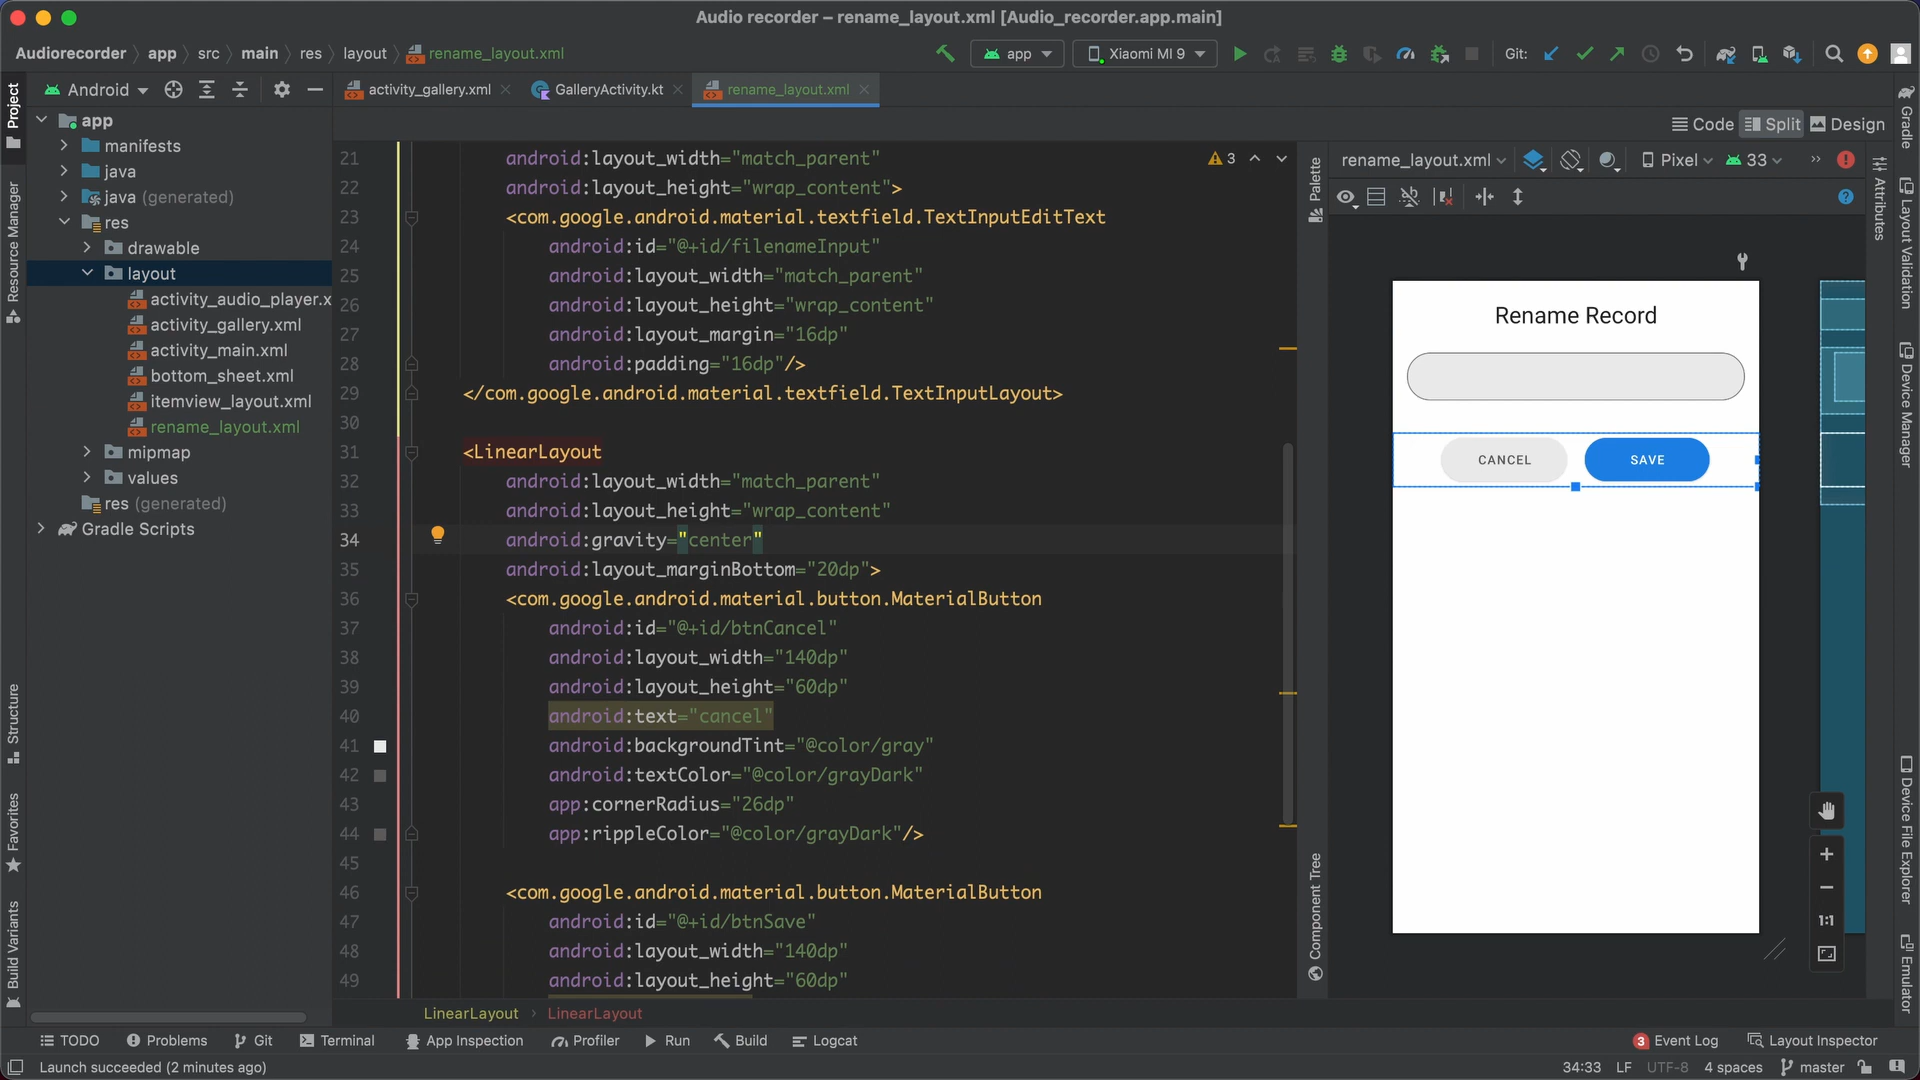 Audio recorder – rename_layout.xml [Audio_recorder.app.main]
Audiorecorder app src main res layout rename_layout.xml
app
Xiaomi MI 9
Git:
Project
Android
activity_gallery.xml
GalleryActivity.kt
rename_layout.xml
Code
Split
Design
Gradle
app
manifests
java
java (generated)
res
drawable
layout
activity_audio_player.x
activity_gallery.xml
activity_main.xml
bottom_sheet.xml
itemview_layout.xml
rename_layout.xml
mipmap
values
res (generated)
Gradle Scripts
Resource Manager
Structure
Favorites
Build Variants
21 android:layout_width="match_parent"
22 android:layout_height="wrap_content">
23 <com.google.android.material.textfield.TextInputEditText
24 android:id="@+id/filenameInput"
25 android:layout_width="match_parent"
26 android:layout_height="wrap_content"
27 android:layout_margin="16dp"
28 android:padding="16dp"/>
29 </com.google.android.material.textfield.TextInputLayout>
30
31 <LinearLayout
32 android:layout_width="match_parent"
33 android:layout_height="wrap_content"
34 android:gravity="center"
35 android:layout_marginBottom="20dp">
36 <com.google.android.material.button.MaterialButton
37 android:id="@+id/btnCancel"
38 android:layout_width="140dp"
39 android:layout_height="60dp"
40 android:text="cancel"
41 android:backgroundTint="@color/gray"
42 android:textColor="@color/grayDark"
43 app:cornerRadius="26dp"
44 app:rippleColor="@color/grayDark"/>
45
46 <com.google.android.material.button.MaterialButton
47 android:id="@+id/btnSave"
48 android:layout_width="140dp"
49 android:layout_height="60dp"
3
LinearLayout LinearLayout
Palette
Component Tree
rename_layout.xml
Pixel
33
Rename Record
CANCEL
SAVE
1:1
Attributes
Layout Validation
Device Manager
Device File Explorer
Emulator
TODO
Problems
Git
Terminal
App Inspection
Profiler
Run
Build
Logcat
3 Event Log
Layout Inspector
Launch succeeded (2 minutes ago)
34:33 LF UTF-8 4 spaces master